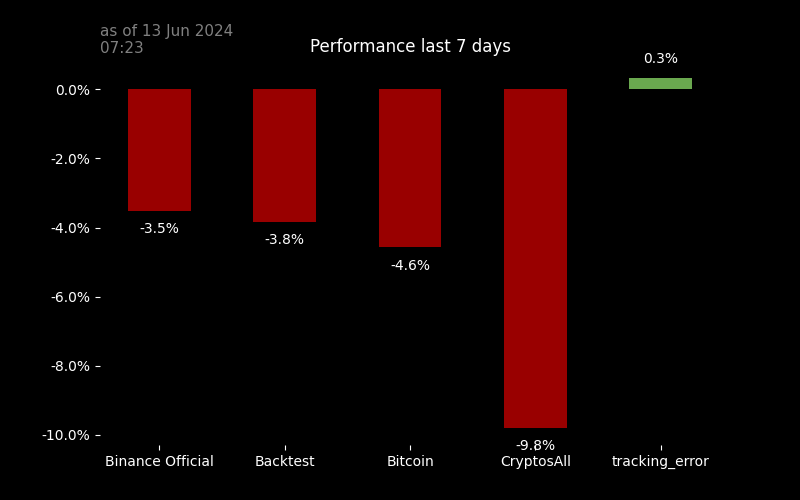 as of 13 Jun 2024
07:23
Performance last 7 days
0.3%
0.0%
-2.0%
-4.0%
-6.0%
-8.0%
-10.0%
-3.5%
-3.8%
-4.6%
-9.8%
Binance Official
Backtest
Bitcoin
CryptosAll
tracking_error